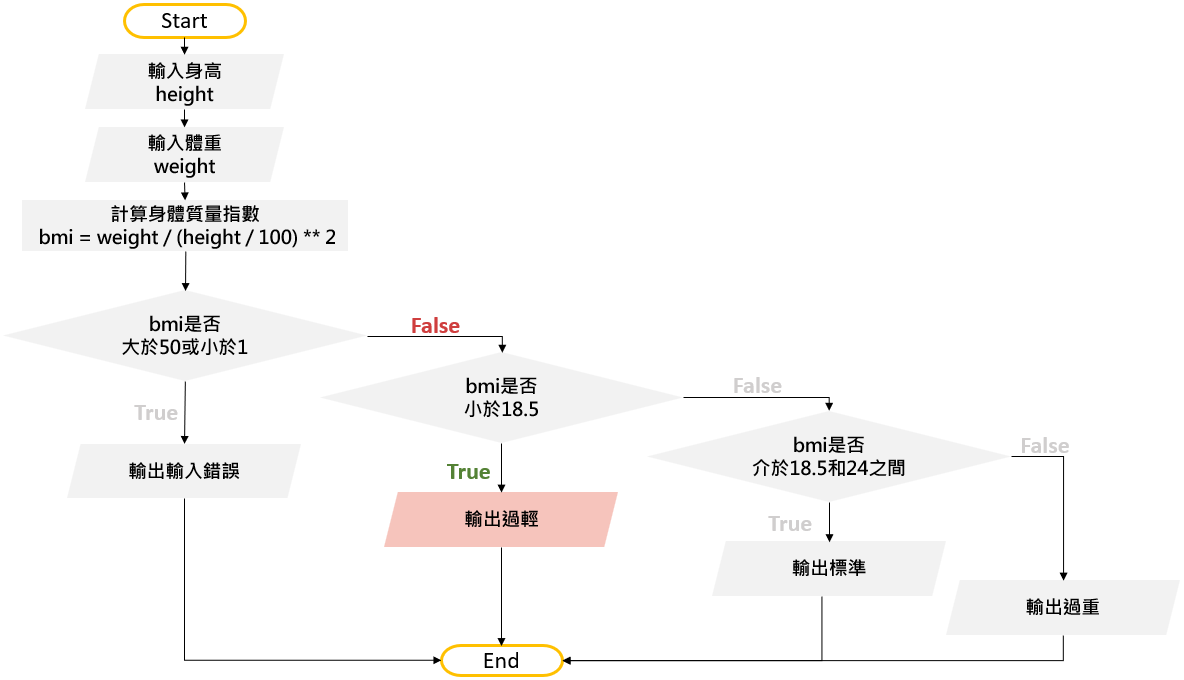 Start
輸入身高
height
輸入體重
weight
計算身體質量指數
bmi = weight / (height / 100) ** 2
bmi是否
大於50或小於1
False
True
輸出輸入錯誤
bmi是否
小於18.5
False
True
輸出過輕
bmi是否
介於18.5和24之間
False
True
輸出標準
輸出過重
End